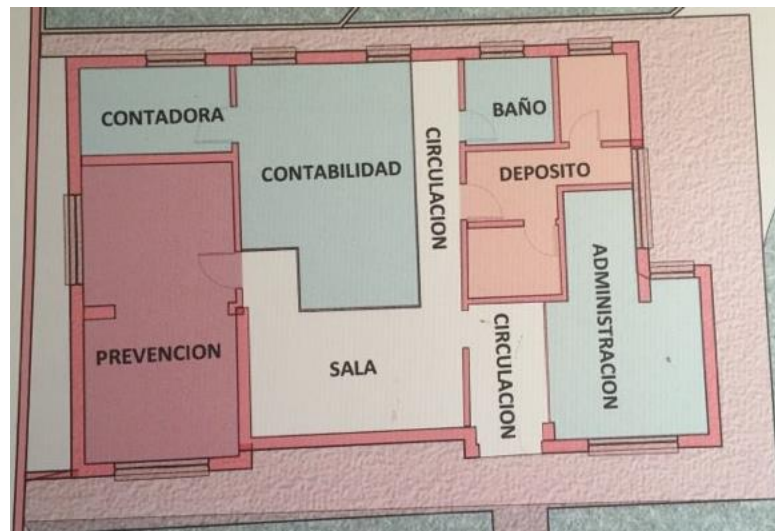 CONTADORA
CONTABILIDAD
CIRCULACION
BAÑO
DEPOSITO
ADMINISTRACION
PREVENCION
SALA
CIRCULACION